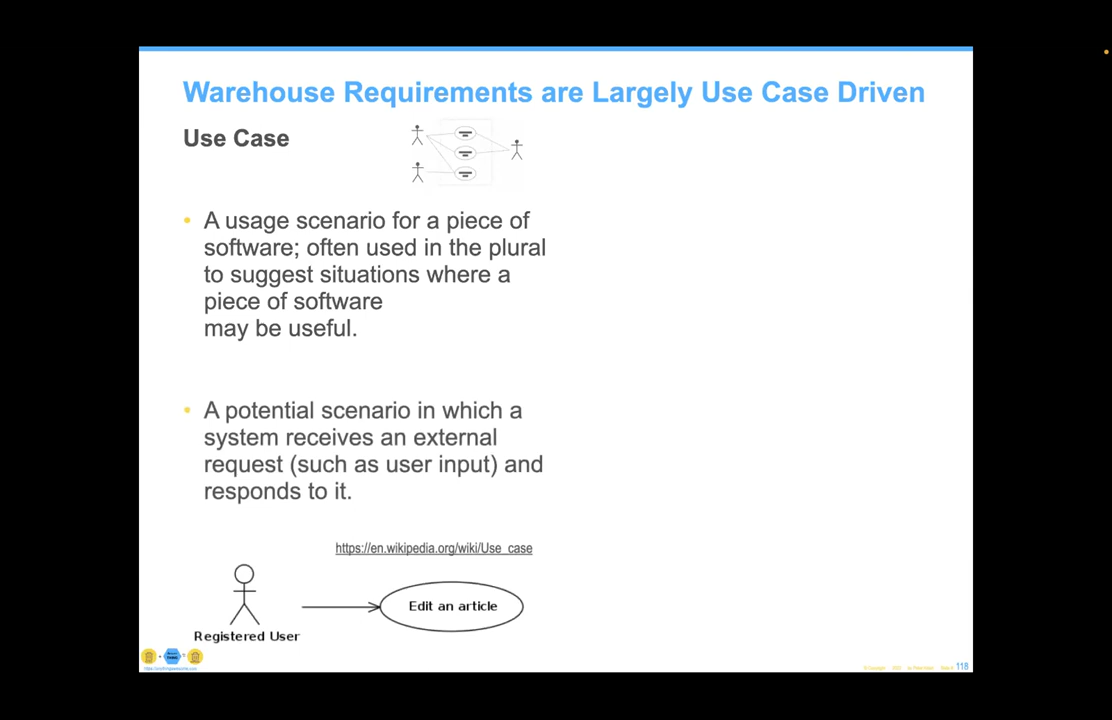 Warehouse Requirements are Largely Use Case Driven
Use Case
• A usage scenario for a piece of
software; often used in the plural
to suggest situations where a
piece of software
may be useful.
• A potential scenario in which a
system receives an external
request (such as user input) and
responds to it.
https://en.wikipedia.org/wiki/Use_case
Edit an article
Registered User
118